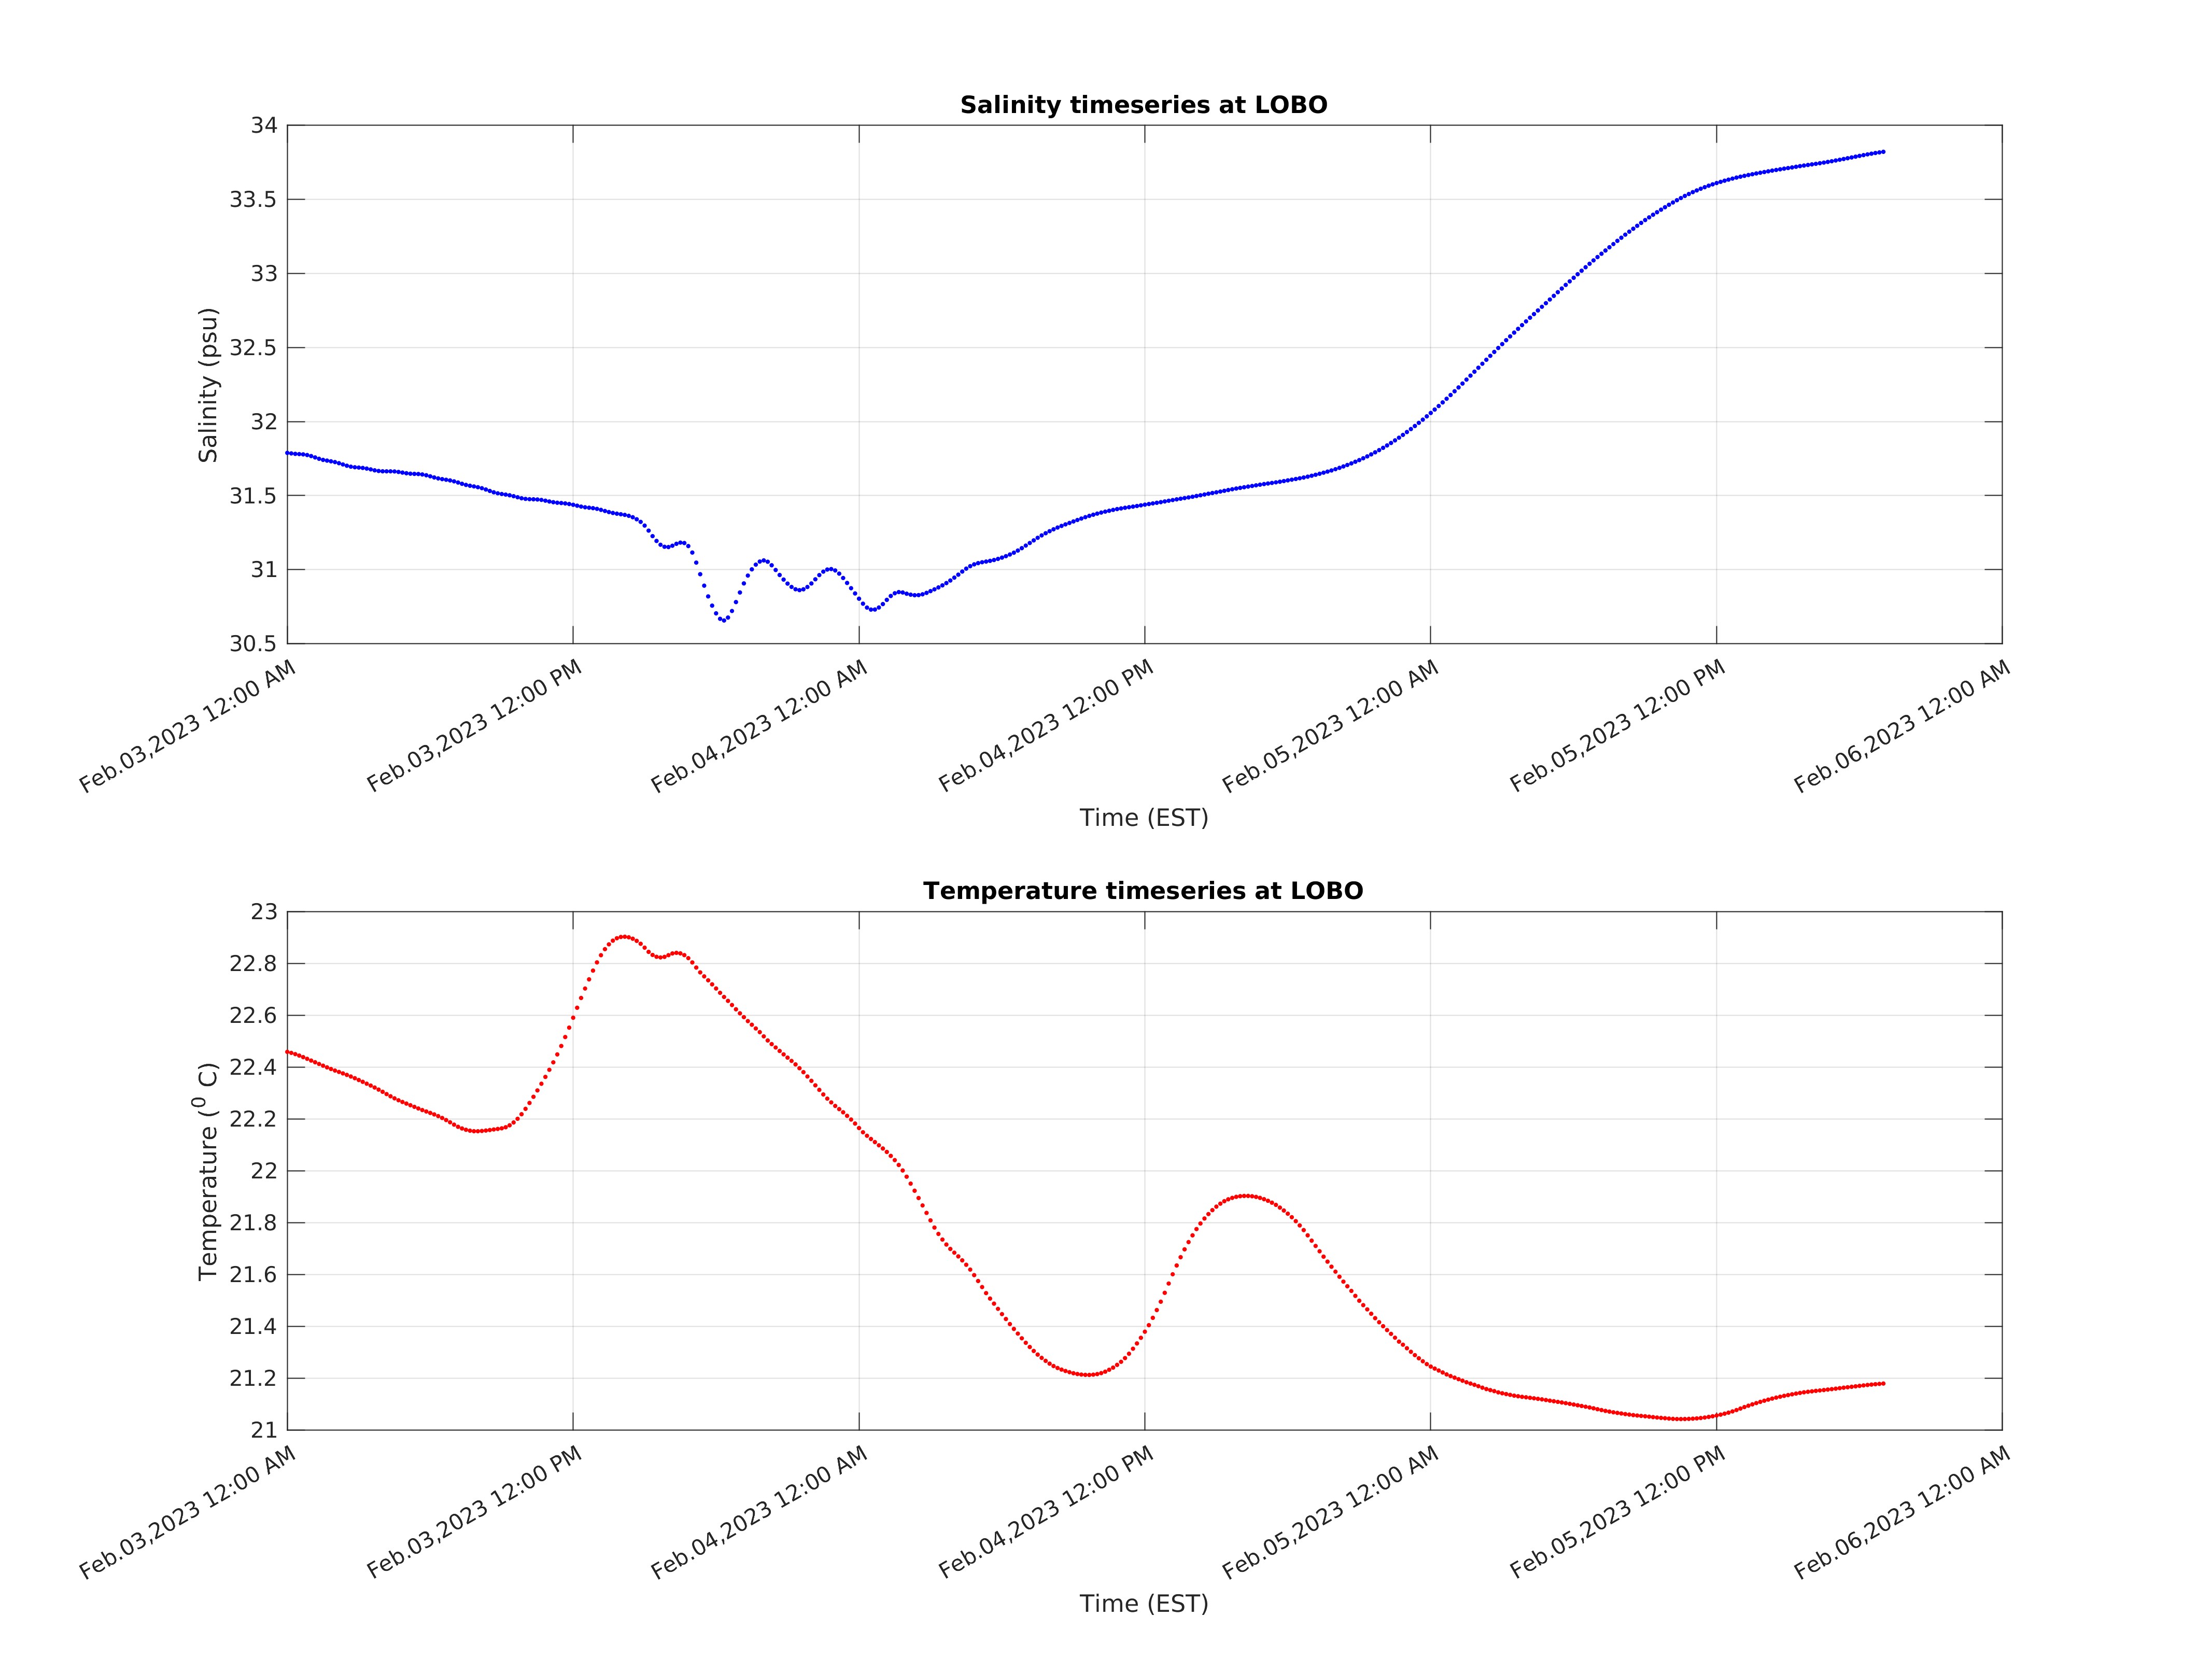 Salinity timeseries at LOBO
34
33.5
33
32.5
32
31.5
31
30.5
Salinity (psu)
Feb.03,2023 12:00 AM
Feb.03,2023 12:00 PM
Feb.04,2023 12:00 AM
Feb.04,2023 12:00 PM
Feb.05,2023 12:00 AM
Feb.05,2023 12:00 PM
Feb.06,2023 12:00 AM
Time (EST)
Temperature timeseries at LOBO
23
22.8
22.6
22.4
22.2
22
21.8
21.6
21.4
21.2
21
Temperature (⁰ C)
Feb.03,2023 12:00 AM
Feb.03,2023 12:00 PM
Feb.04,2023 12:00 AM
Feb.04,2023 12:00 PM
Feb.05,2023 12:00 AM
Feb.05,2023 12:00 PM
Feb.06,2023 12:00 AM
Time (EST)